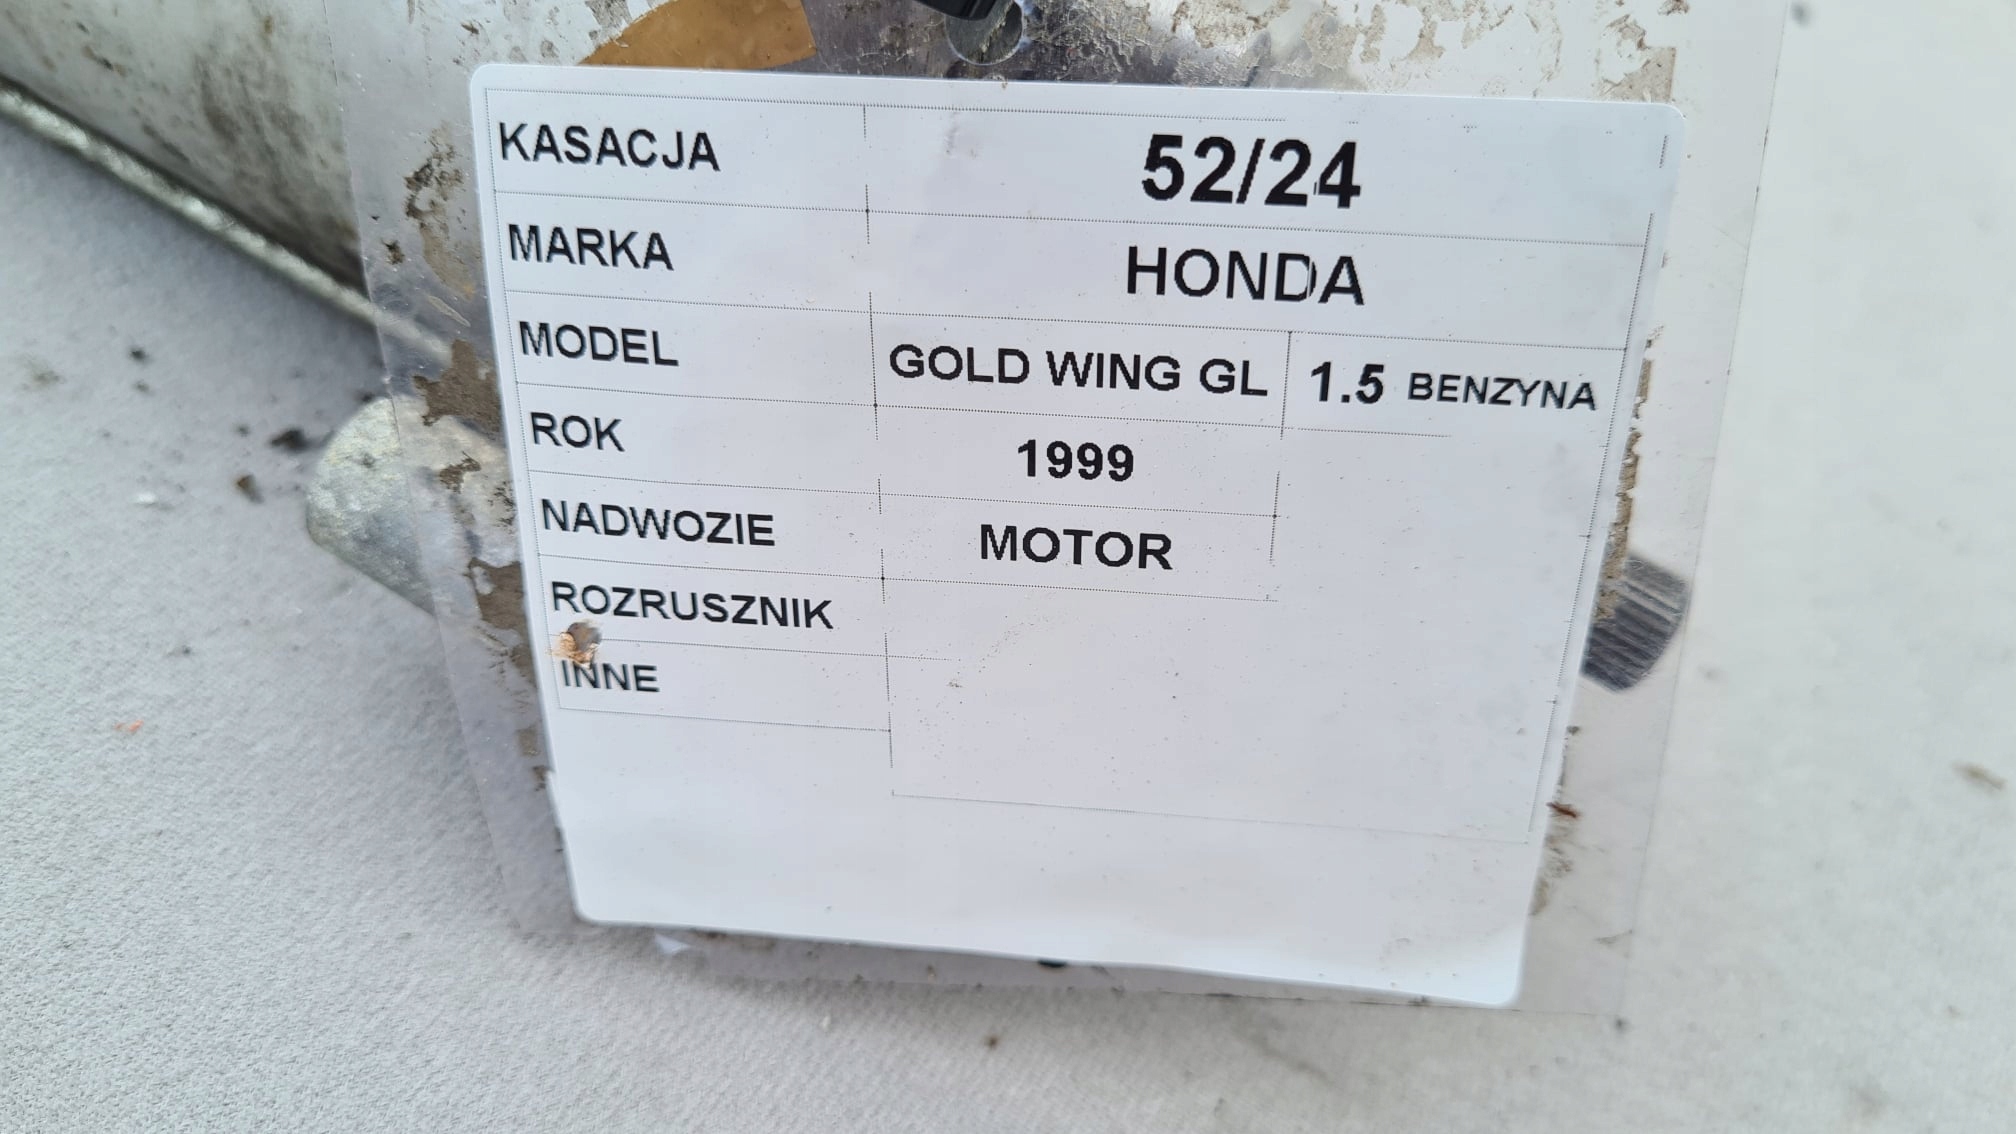 KASACJA 52/24
MARKA HONDA
MODEL GOLD WING GL 1.5 BENZYNA
ROK 1999
NADWOZIE MOTOR
ROZRUSZNIK
INNE